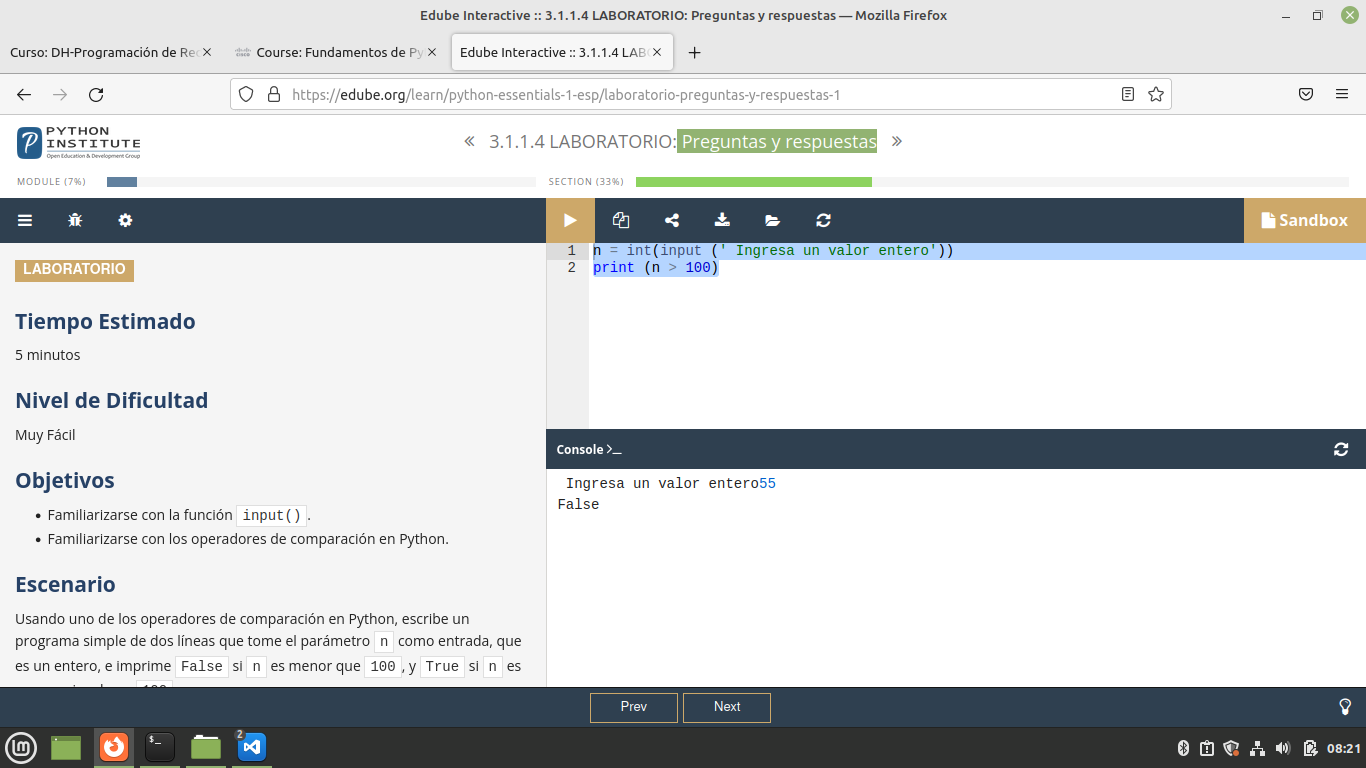 Edube Interactive :: 3.1.1.4 LABORATORIO: Preguntas y respuestas — Mozilla Firefox
Curso: DH-Programación de Rec
Course: Fundamentos de Py
Edube Interactive :: 3.1.1.4 LAB
https://edube.org/learn/python-essentials-1-esp/laboratorio-preguntas-y-respuestas-1
PYTHON
INSTITUTE
Open Education & Development Group
« 3.1.1.4 LABORATORIO: Preguntas y respuestas »
MODULE (7%)
SECTION (33%)
Sandbox
LABORATORIO
Tiempo Estimado
5 minutos
Nivel de Dificultad
Muy Fácil
Objetivos
• Familiarizarse con la función input().
• Familiarizarse con los operadores de comparación en Python.
Escenario
Usando uno de los operadores de comparación en Python, escribe un
programa simple de dos líneas que tome el parámetro n como entrada, que
es un entero, e imprime False si n es menor que 100, y True si n es
1 n = int(input (' Ingresa un valor entero'))
2 print (n > 100)
Console >_
Ingresa un valor entero55
False
Prev
Next
$_
2
08:21